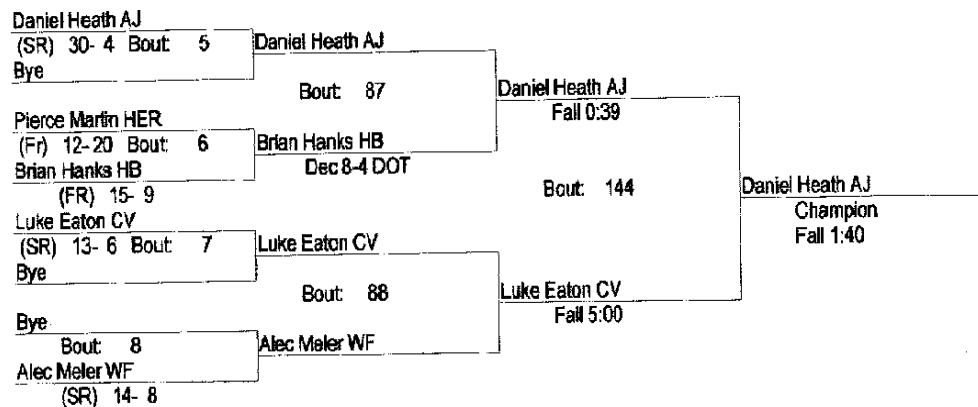 Daniel Heath AJ
(SR) 30- 4 Bout: 5
Bye
Daniel Heath AJ
Bout: 87
Pierce Martin HER
(Fr) 12-20 Bout: 6
Brian Hanks HB
(FR) 15- 9
Brian Hanks HB
Dec 8-4 DOT
Daniel Heath AJ
Fall 0:39
Luke Eaton CV
(SR) 13- 6 Bout: 7
Bye
Luke Eaton CV
Bout: 88
Bye
Bout: 8
Alec Meler WF
(SR) 14- 8
Alec Meler WF
Luke Eaton CV
Fall 5:00
Bout: 144
Daniel Heath AJ
Champion
Fall 1:40